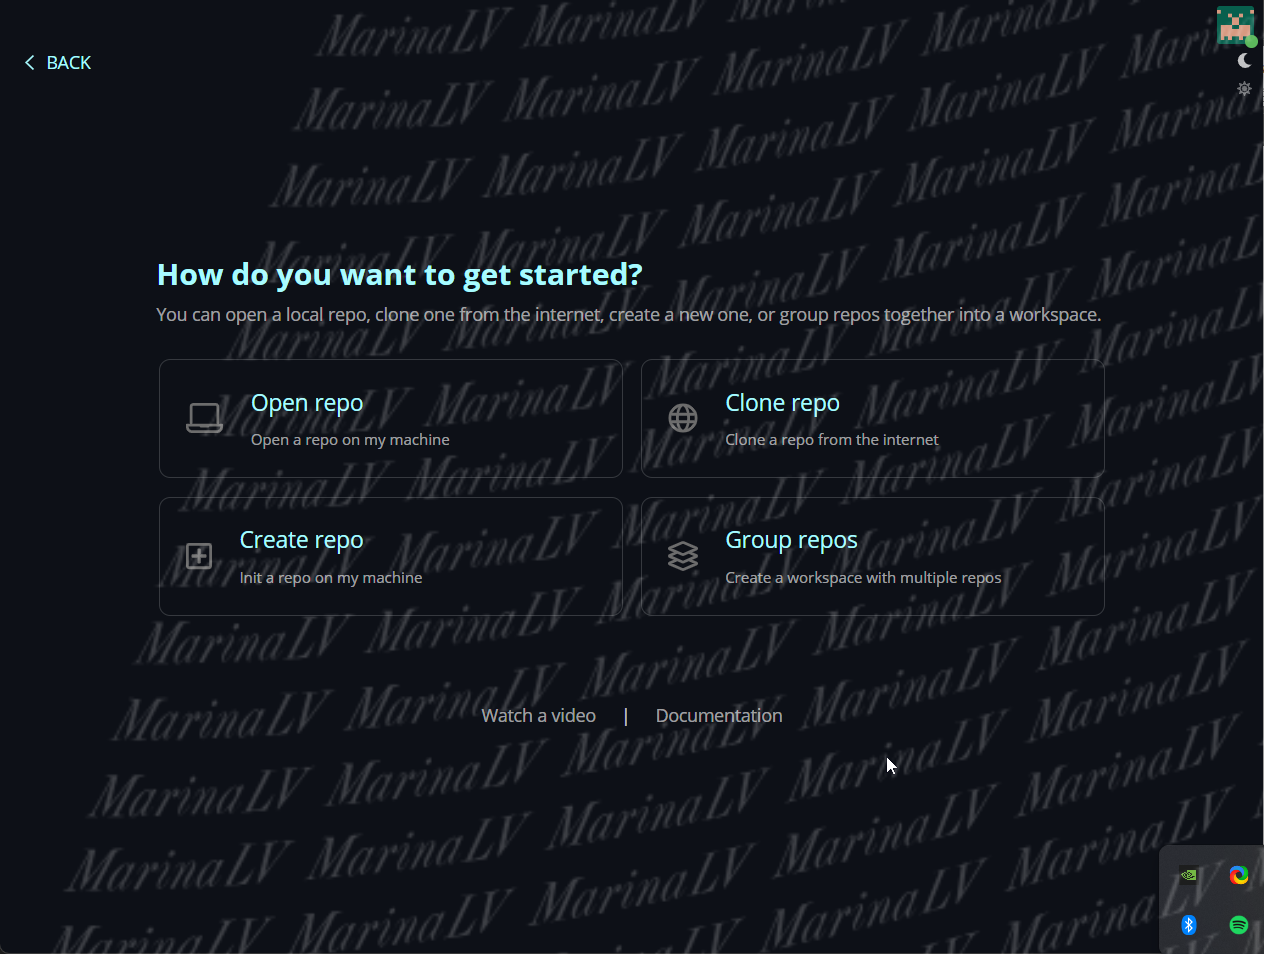 MarinaLV
BACK
How do you want to get started?
You can open a local repo, clone one from the internet, create a new one, or group repos together into a workspace.
Open repo
Open a repo on my machine
Clone repo
Clone a repo from the internet
Create repo
Init a repo on my machine
Group repos
Create a workspace with multiple repos
Watch a video | Documentation